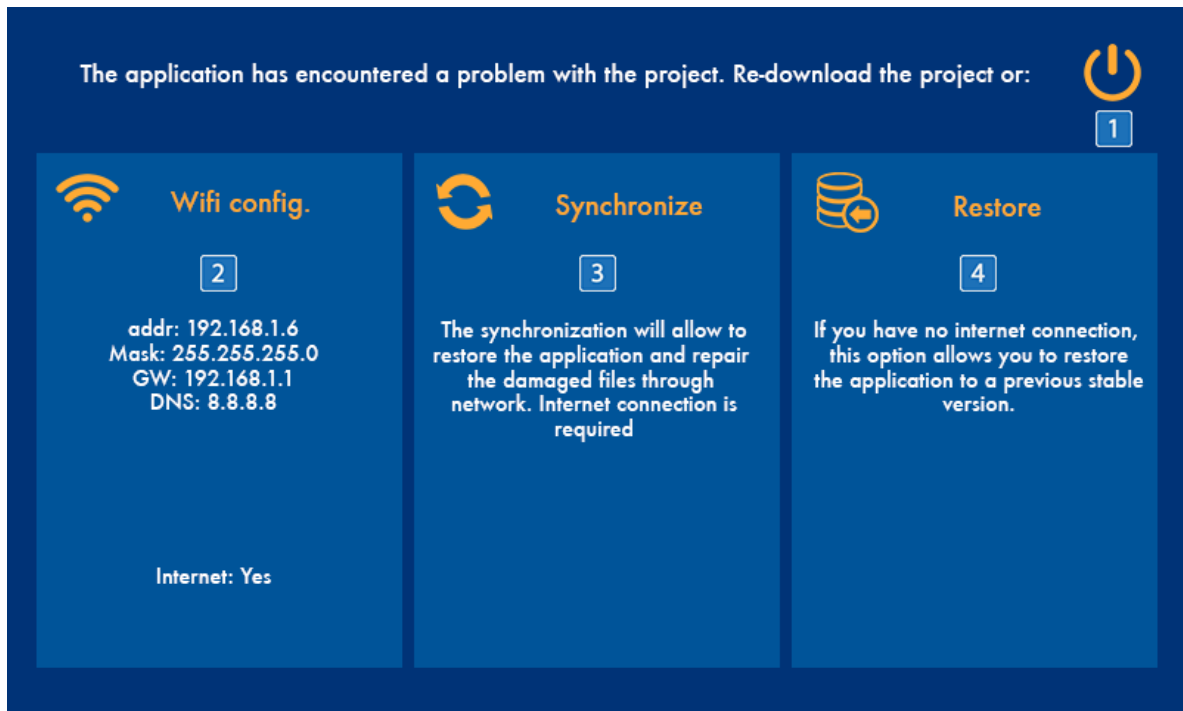 The application has encountered a problem with the project. Re-download the project or:
1
Wifi config.
2
addr: 192.168.1.6
Mask: 255.255.255.0
GW: 192.168.1.1
DNS: 8.8.8.8
Internet: Yes
Synchronize
3
The synchronization will allow to
restore the application and repair
the damaged files through
network. Internet connection is
required
Restore
4
If you have no internet connection,
this option allows you to restore
the application to a previous stable
version.